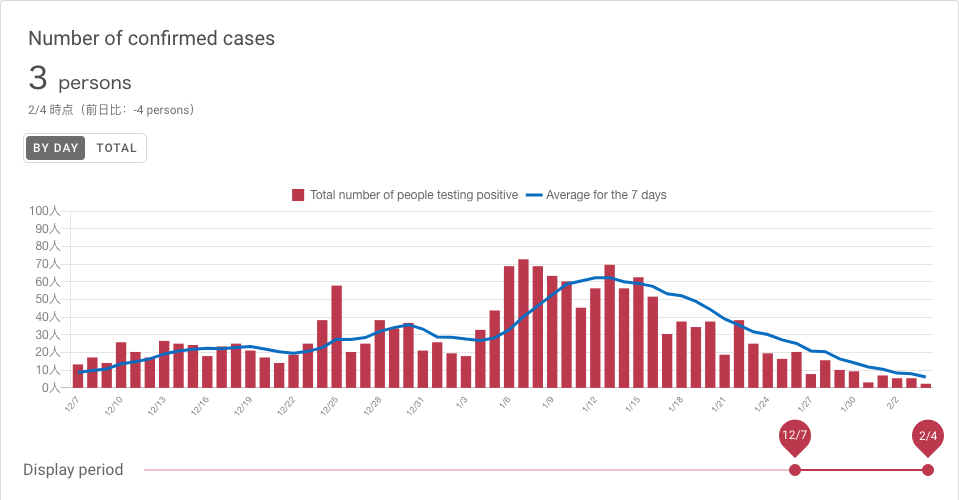 Number of confirmed cases
3 persons
2/4 時点（前日比：-4 persons）
BY DAY TOTAL
Total number of people testing positive Average for the 7 days
100人
90人
80人
70人
60人
50人
40人
30人
20人
10人
0人
12/7 12/10 12/13 12/16 12/19 12/22 12/25 12/28 12/31 1/3 1/6 1/9 1/12 1/15 1/18 1/21 1/24 1/27 1/30 2/2
12/7 2/4
Display period